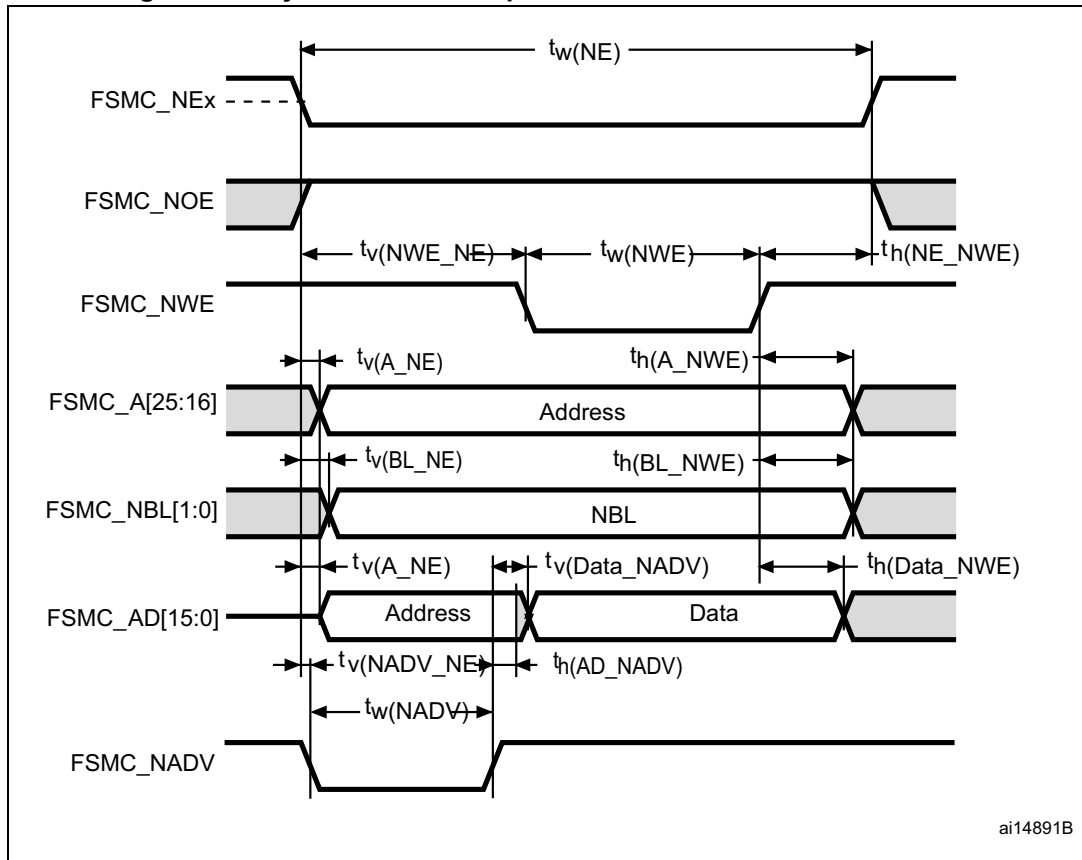 tw(NE)
FSMC_NEx
FSMC_NOE
tv(NWE_NE) tw(NWE) th(NE_NWE)
FSMC_NWE
tv(A_NE) th(A_NWE)
FSMC_A[25:16] Address
tv(BL_NE) th(BL_NWE)
FSMC_NBL[1:0] NBL
tv(A_NE) tv(Data_NADV) th(Data_NWE)
FSMC_AD[15:0] Address Data
tv(NADV_NE) th(AD_NADV)
tw(NADV)
FSMC_NADV
ai14891B